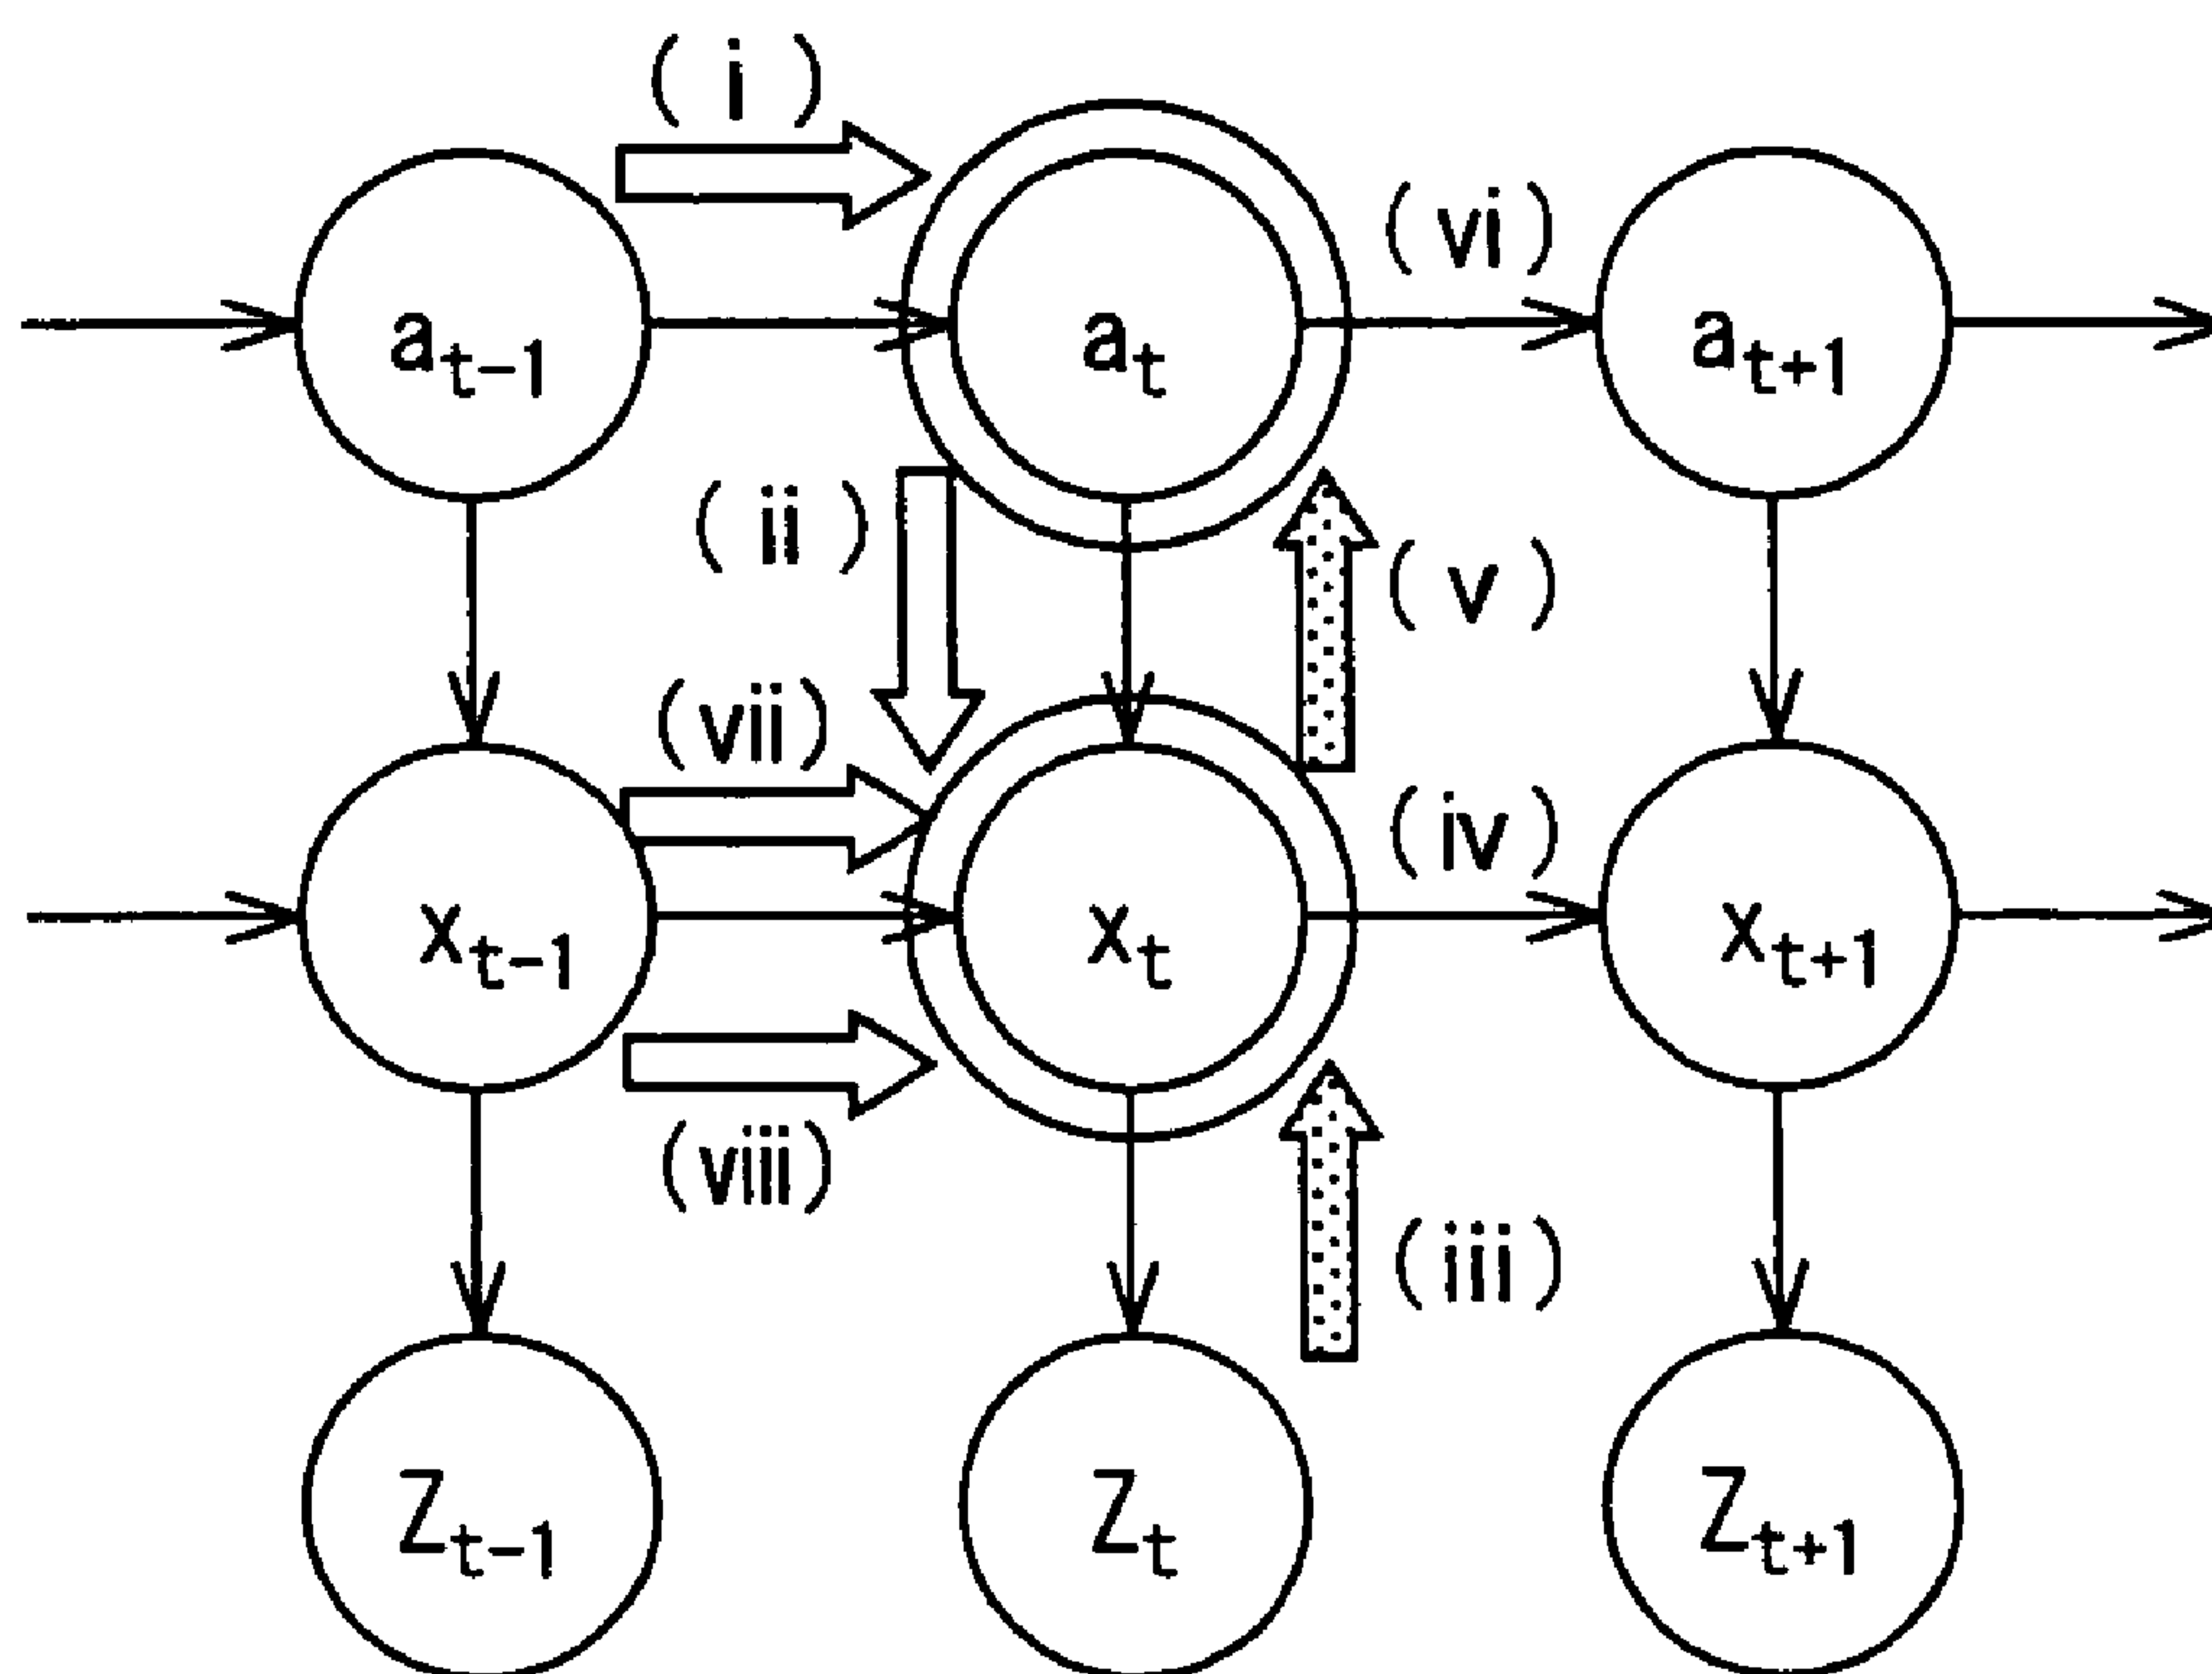 ( i )
(vi)
a_{t-1}
a_t
a_{t+1}
( ii )
( v )
(vii)
(iv)
x_{t-1}
x_t
x_{t+1}
(viii)
(iii)
Z_{t-1}
Z_t
Z_{t+1}